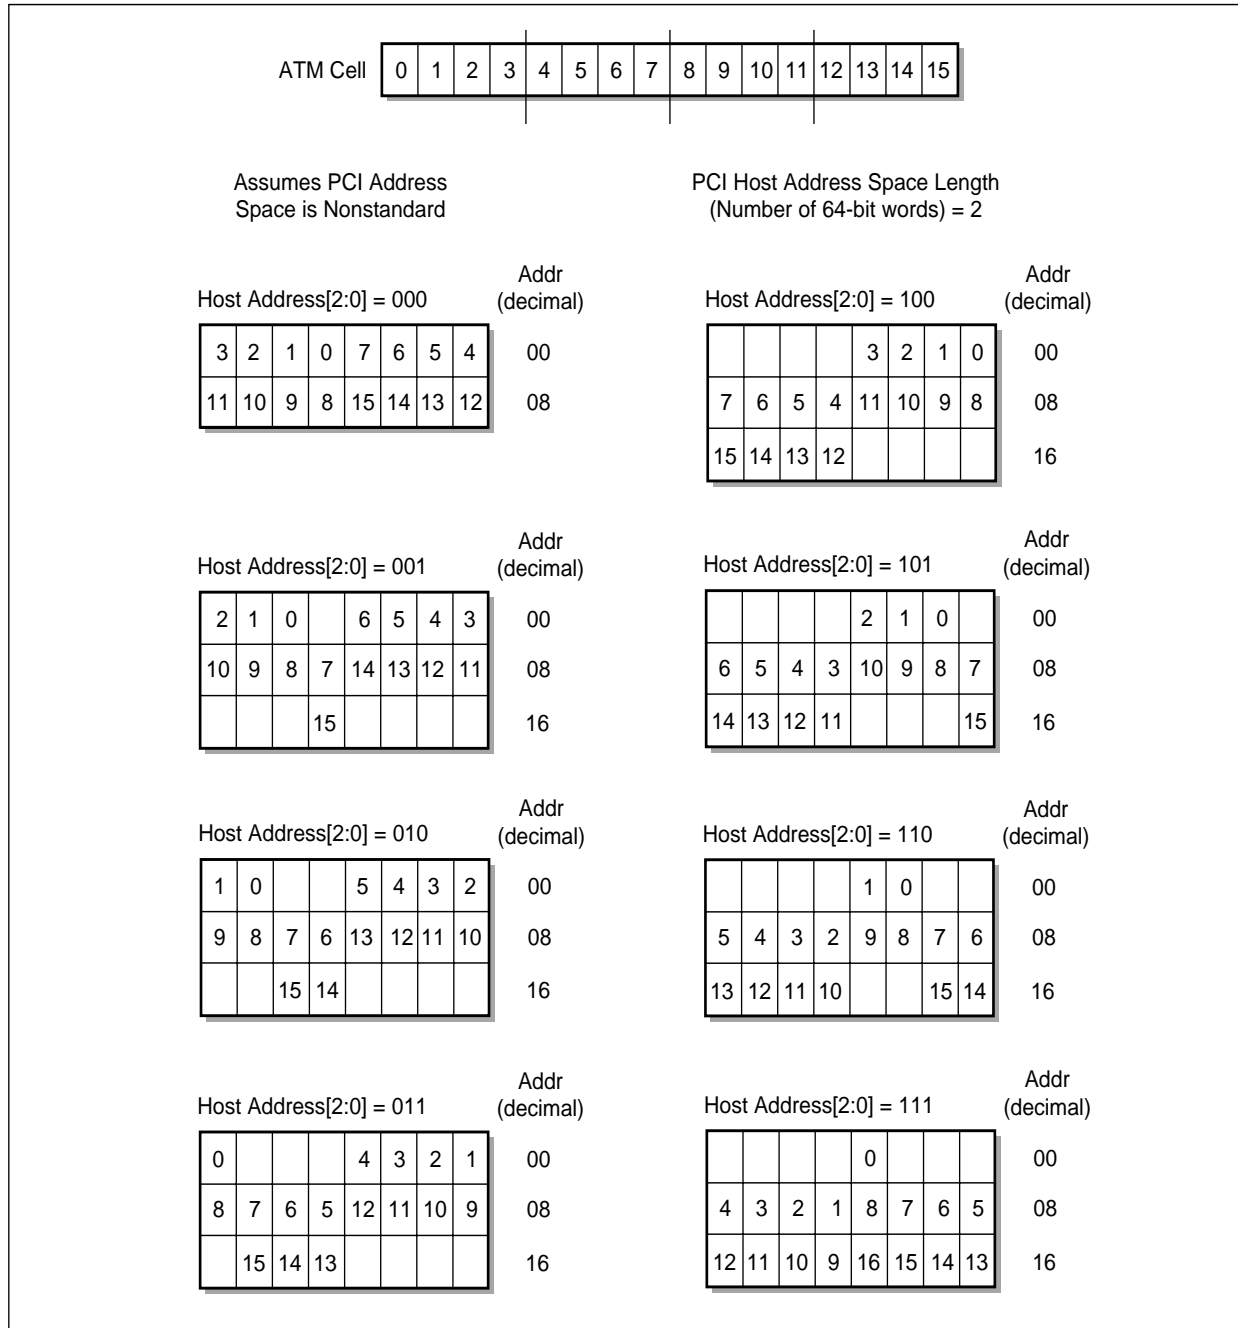 ATM Cell 0 1 2 3 4 5 6 7 8 9 10 11 12 13 14 15
Assumes PCI Address
Space is Nonstandard
PCI Host Address Space Length
(Number of 64-bit words) = 2
Host Address[2:0] = 000
Addr
(decimal)
3 2 1 0 7 6 5 4 00
11 10 9 8 15 14 13 12 08
Host Address[2:0] = 100
Addr
(decimal)
3 2 1 0 00
7 6 5 4 11 10 9 8 08
15 14 13 12 16
Host Address[2:0] = 001
Addr
(decimal)
2 1 0 6 5 4 3 00
10 9 8 7 14 13 12 11 08
15 16
Host Address[2:0] = 101
Addr
(decimal)
2 1 0 00
6 5 4 3 10 9 8 7 08
14 13 12 11 15 16
Host Address[2:0] = 010
Addr
(decimal)
1 0 5 4 3 2 00
9 8 7 6 13 12 11 10 08
15 14 16
Host Address[2:0] = 110
Addr
(decimal)
1 0 00
5 4 3 2 9 8 7 6 08
13 12 11 10 15 14 16
Host Address[2:0] = 011
Addr
(decimal)
0 4 3 2 1 00
8 7 6 5 12 11 10 9 08
15 14 13 16
Host Address[2:0] = 111
Addr
(decimal)
0 00
4 3 2 1 8 7 6 5 08
12 11 10 9 16 15 14 13 16